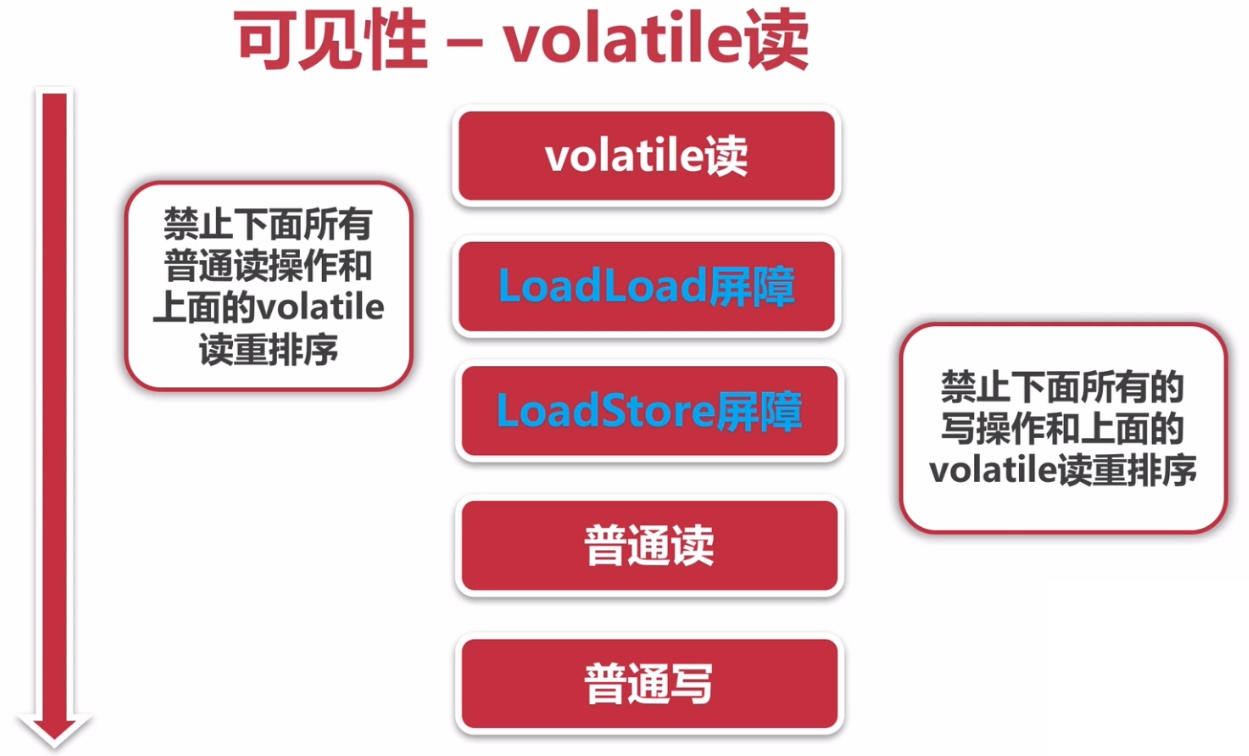 可见性 – volatile读
volatile读
禁止下面所有
普通读操作和
上面的volatile
读重排序
LoadLoad屏障
LoadStore屏障
禁止下面所有的
写操作和上面的
volatile读重排序
普通读
普通写